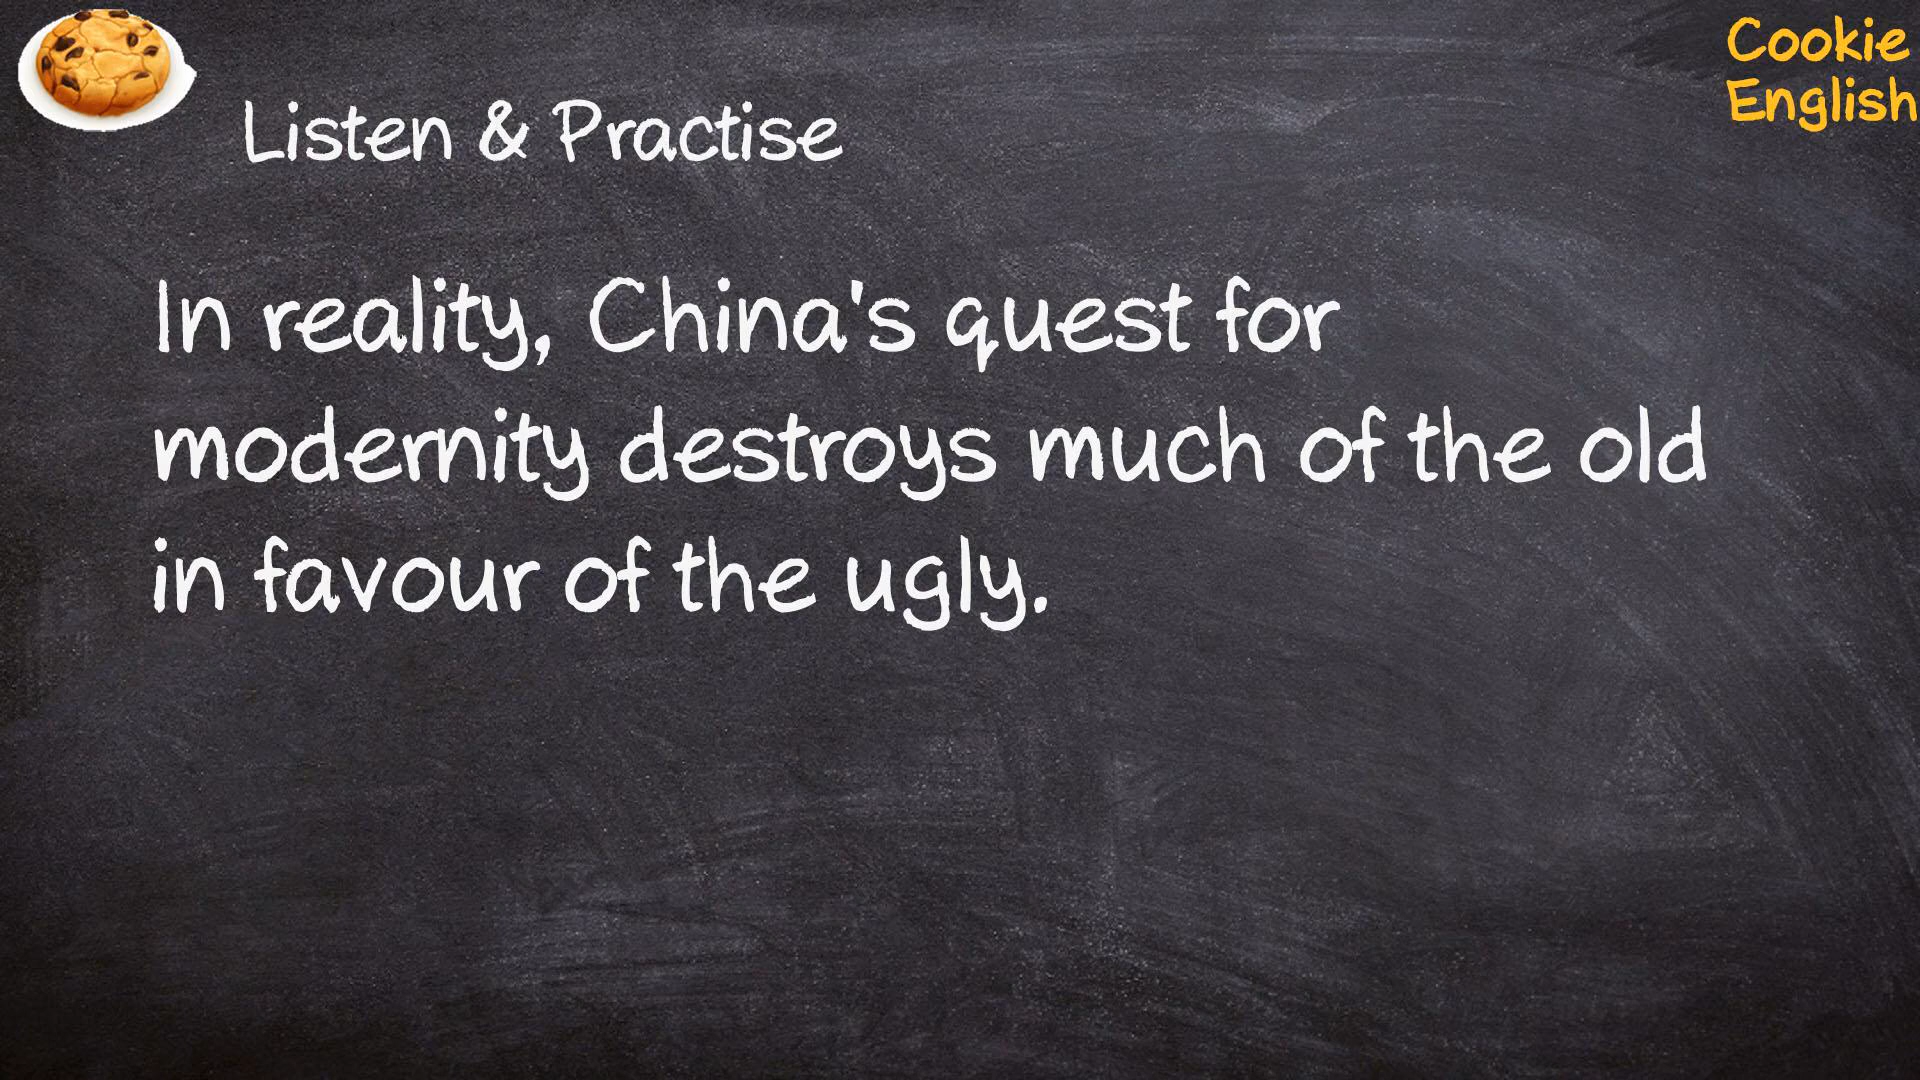 Cookie
English
Listen & Practise
In reality, China's quest for
modernity destroys much of the old
in favour of the ugly.